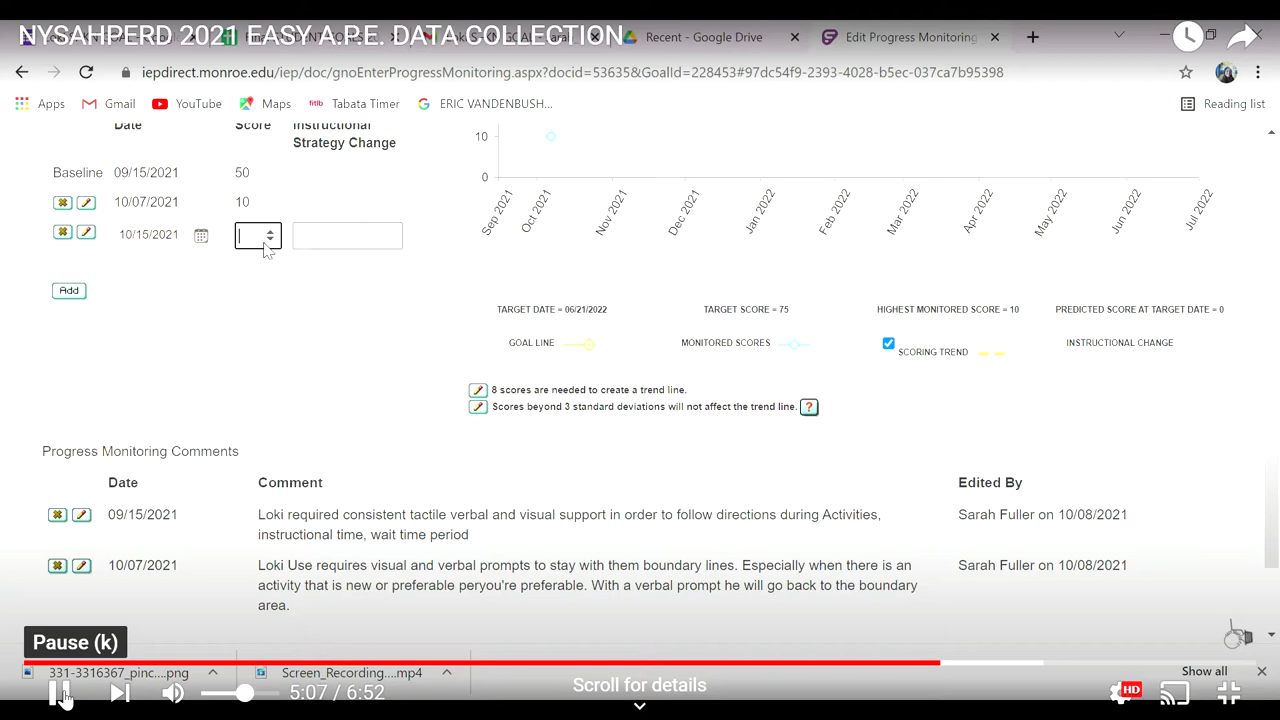 NYSAHPERD 2021 EASY A.P.E. DATA COLLECTION
Recent - Google Drive
Edit Progress Monitoring
iepdirect.monroe.edu/iep/doc/gnoEnterProgressMonitoring.aspx?docid=53635&GoalId=228453#97dc54f9-2393-4028-b5ec-037ca7b95398
Apps Gmail YouTube Maps fitlb Tabata Timer ERIC VANDENBUSH... Reading list
Date Score Instructional
Strategy Change
10
0
Baseline 09/15/2021 50
10/07/2021 10
10/15/2021
Add
Sep 2021 Oct 2021 Nov 2021 Dec 2021 Jan 2022 Feb 2022 Mar 2022 Apr 2022 May 2022 Jun 2022 Jul 2022
TARGET DATE = 06/21/2022 TARGET SCORE = 75 HIGHEST MONITORED SCORE = 10 PREDICTED SCORE AT TARGET DATE = 0
GOAL LINE MONITORED SCORES SCORING TREND INSTRUCTIONAL CHANGE
8 scores are needed to create a trend line.
Scores beyond 3 standard deviations will not affect the trend line. ?
Progress Monitoring Comments
Date Comment Edited By
09/15/2021 Loki required consistent tactile verbal and visual support in order to follow directions during Activities, Sarah Fuller on 10/08/2021
instructional time, wait time period
10/07/2021 Loki Use requires visual and verbal prompts to stay with them boundary lines. Especially when there is an Sarah Fuller on 10/08/2021
activity that is new or preferable peryou're preferable. With a verbal prompt he will go back to the boundary
area.
Pause (k)
331-3316367_pinc....png Screen_Recording....mp4 Show all
5:07 / 6:52 Scroll for details HD